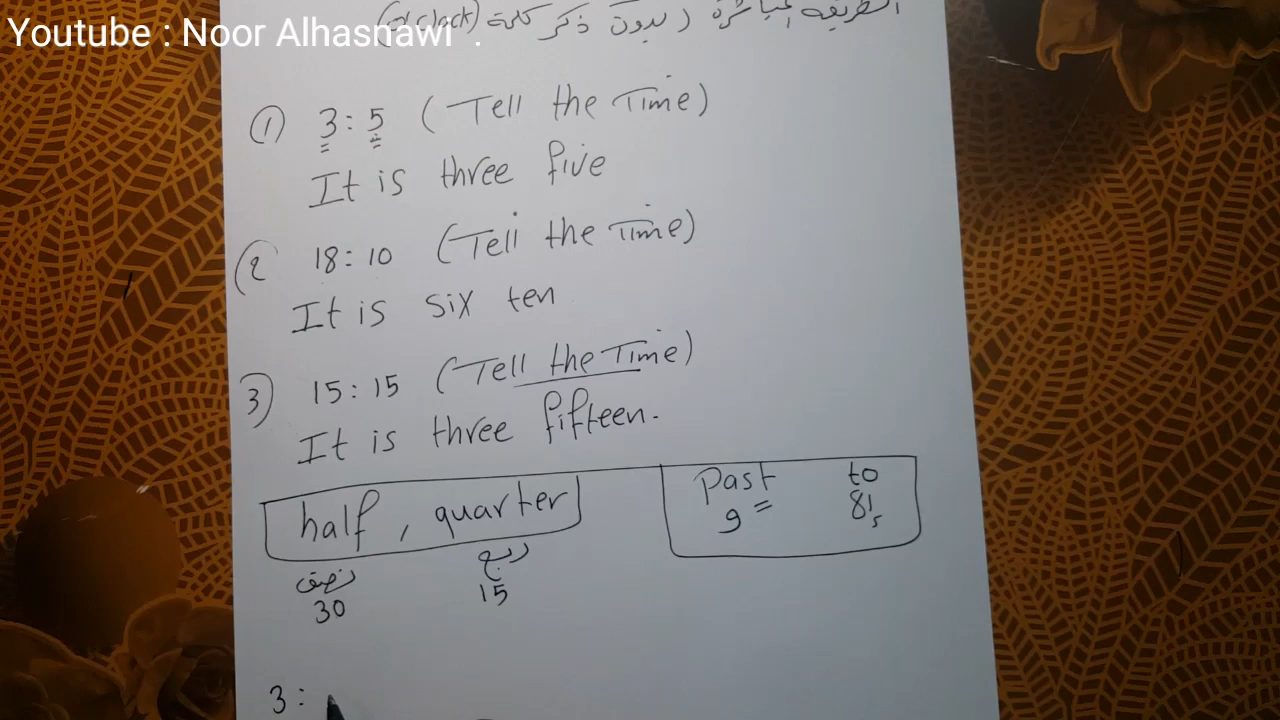 Youtube : Noor Alhasnawi .
الطريقة المباشرة (بدون ذكر كلمة (o'clock)
① 3 : 5 ( Tell the Time )
It is three five
② 18 : 10 ( Tell the Time )
It is six ten
③ 15 : 15 ( Tell the Time )
It is three fifteen.
half , quarter
Past to
و إلا
نصف ربع
30 15
3 :